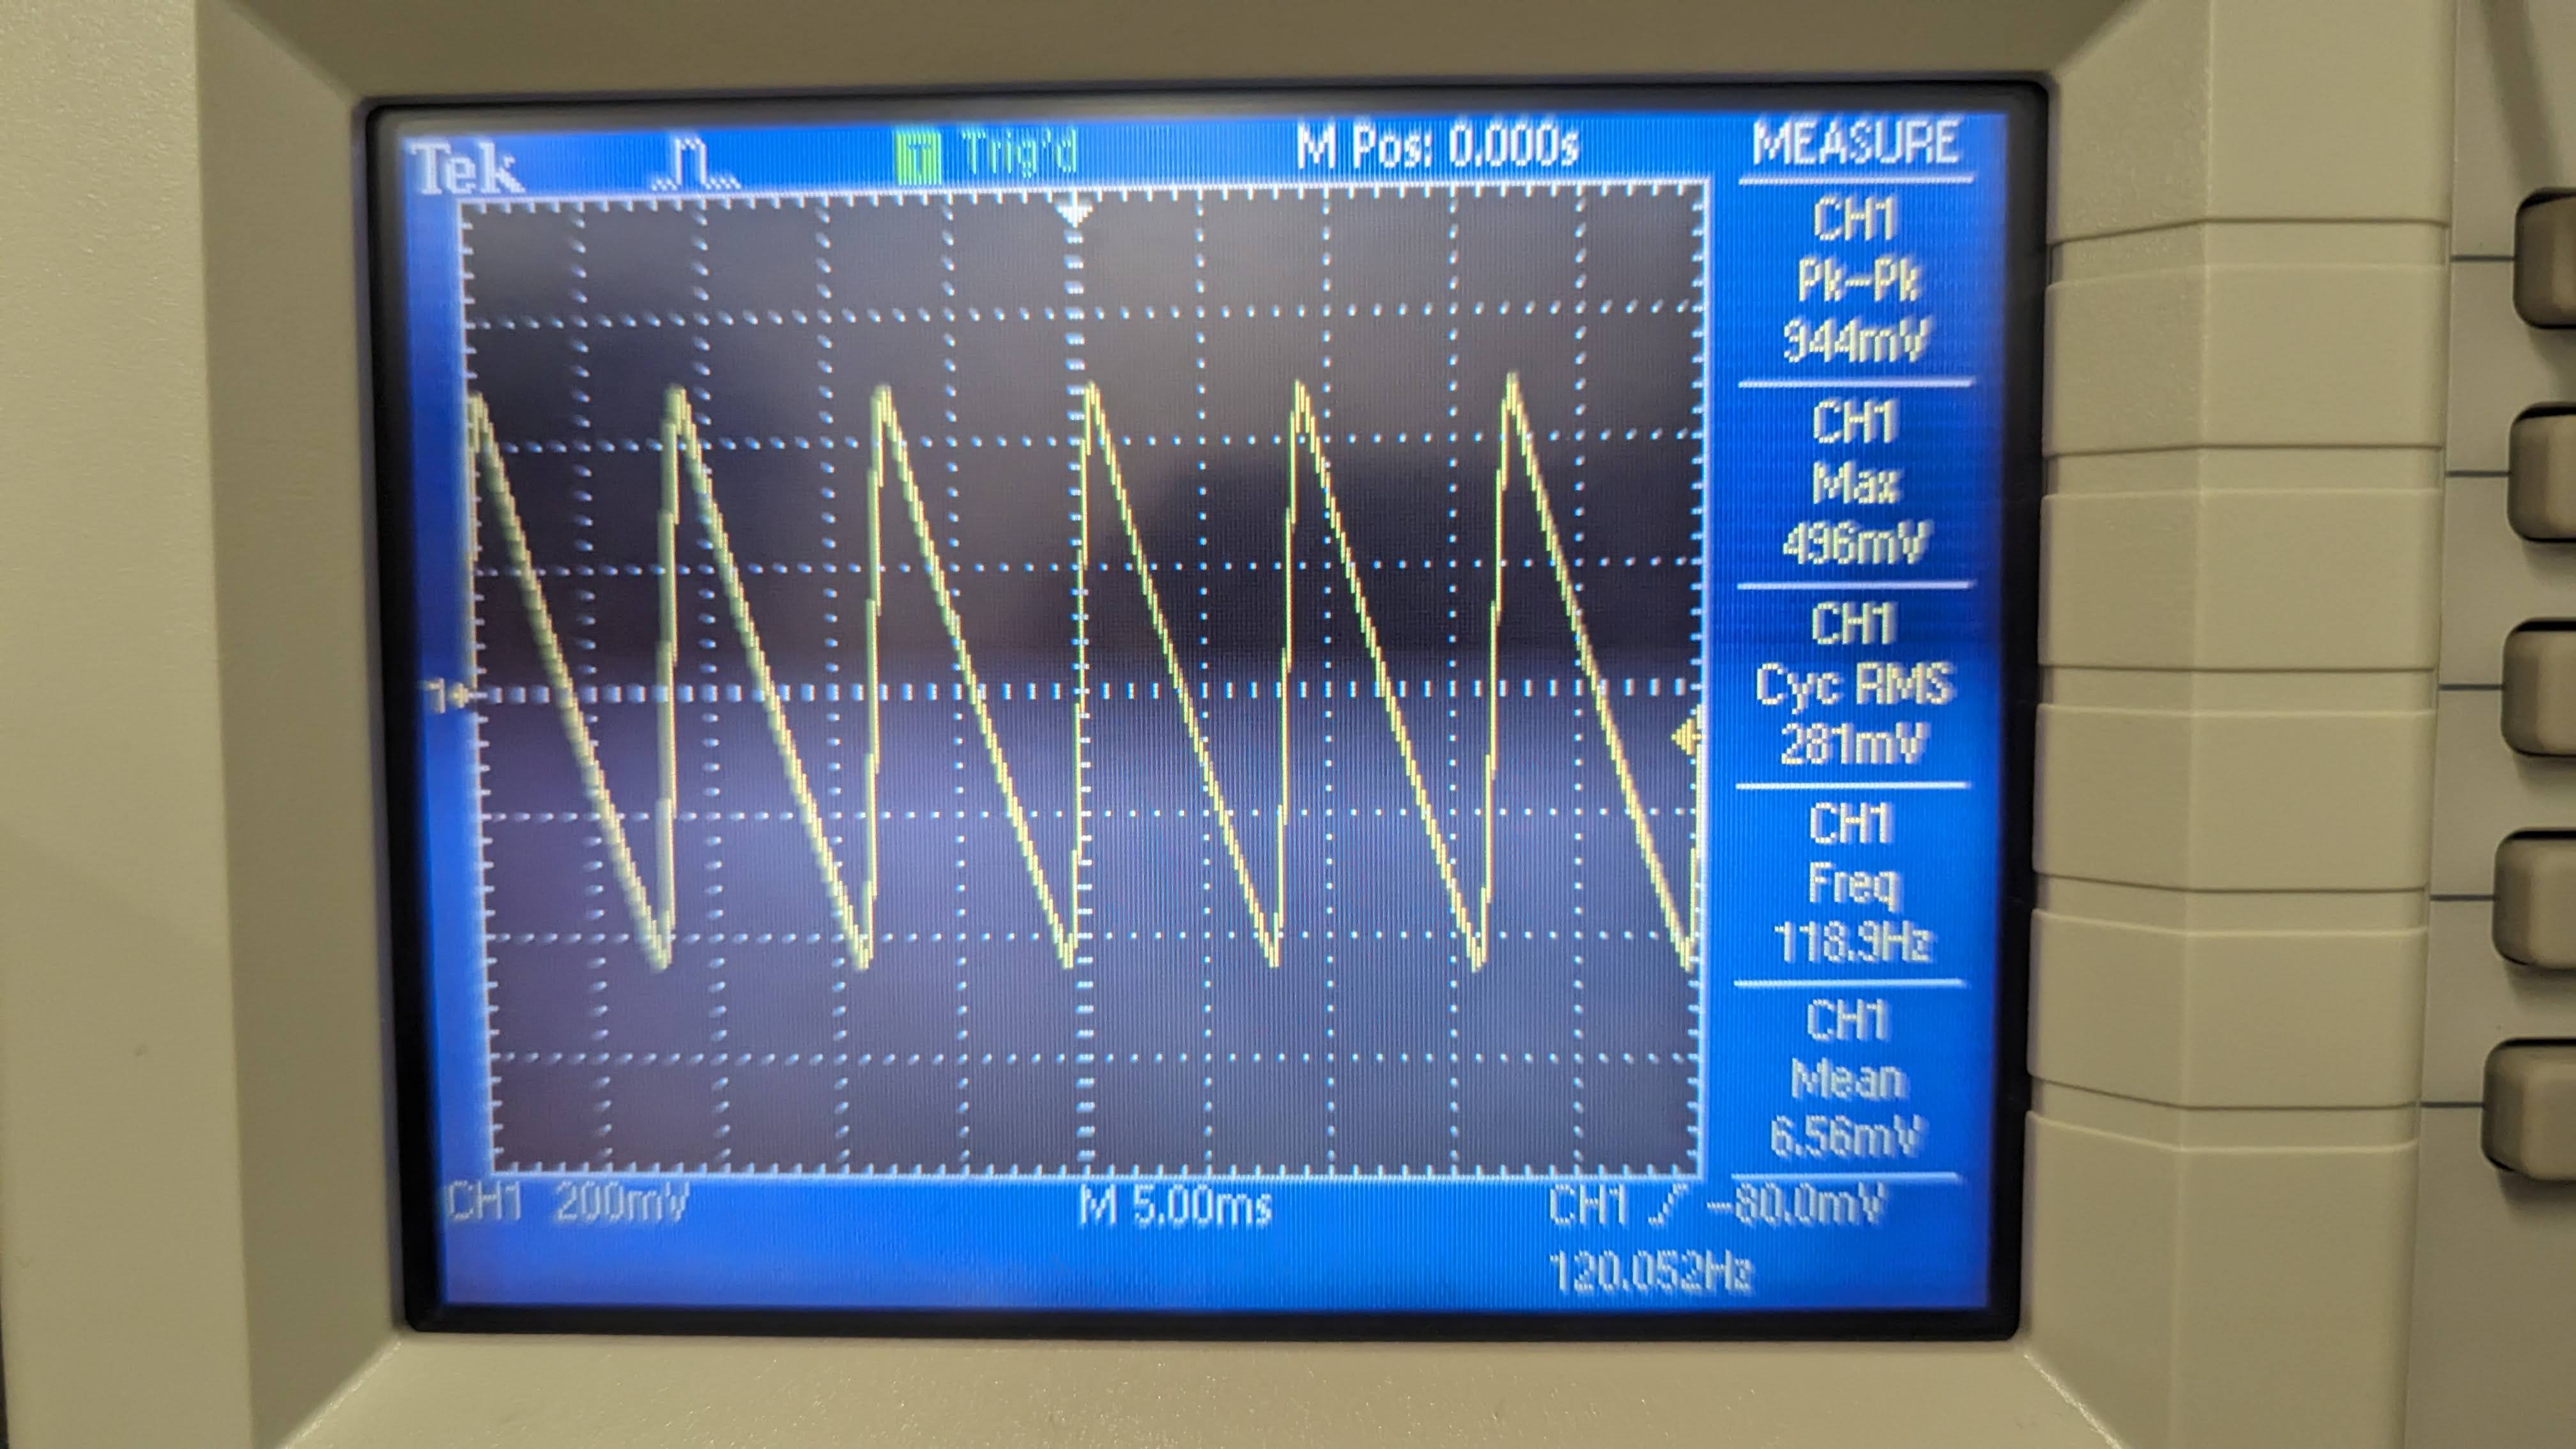 Tek T Trig'd M Pos: 0.000s MEASURE
CH1
Pk-Pk
944mV
CH1
Max
496mV
CH1
Cyc RMS
281mV
CH1
Freq
118.9Hz
CH1
Mean
6.56mV
1
CH1 200mV M 5.00ms CH1 -80.0mV
120.052Hz